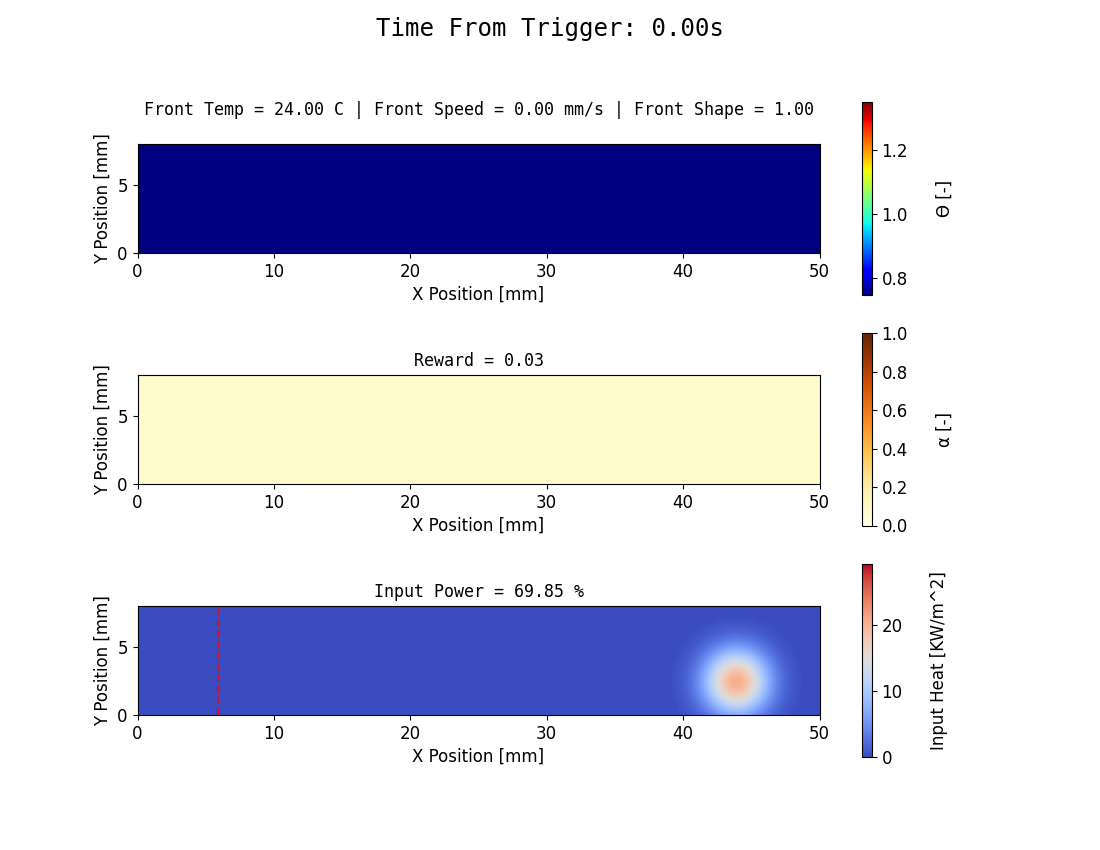 Time From Trigger: 0.00s
Front Temp = 24.00 C | Front Speed = 0.00 mm/s | Front Shape = 1.00
Y Position [mm]
5
0
0 10 20 30 40 50
X Position [mm]
1.2
1.0
0.8
Θ [-]
Reward = 0.03
Y Position [mm]
5
0
0 10 20 30 40 50
X Position [mm]
1.0
0.8
0.6
0.4
0.2
0.0
α [-]
Input Power = 69.85 %
Y Position [mm]
5
0
0 10 20 30 40 50
X Position [mm]
20
10
0
Input Heat [KW/m^2]